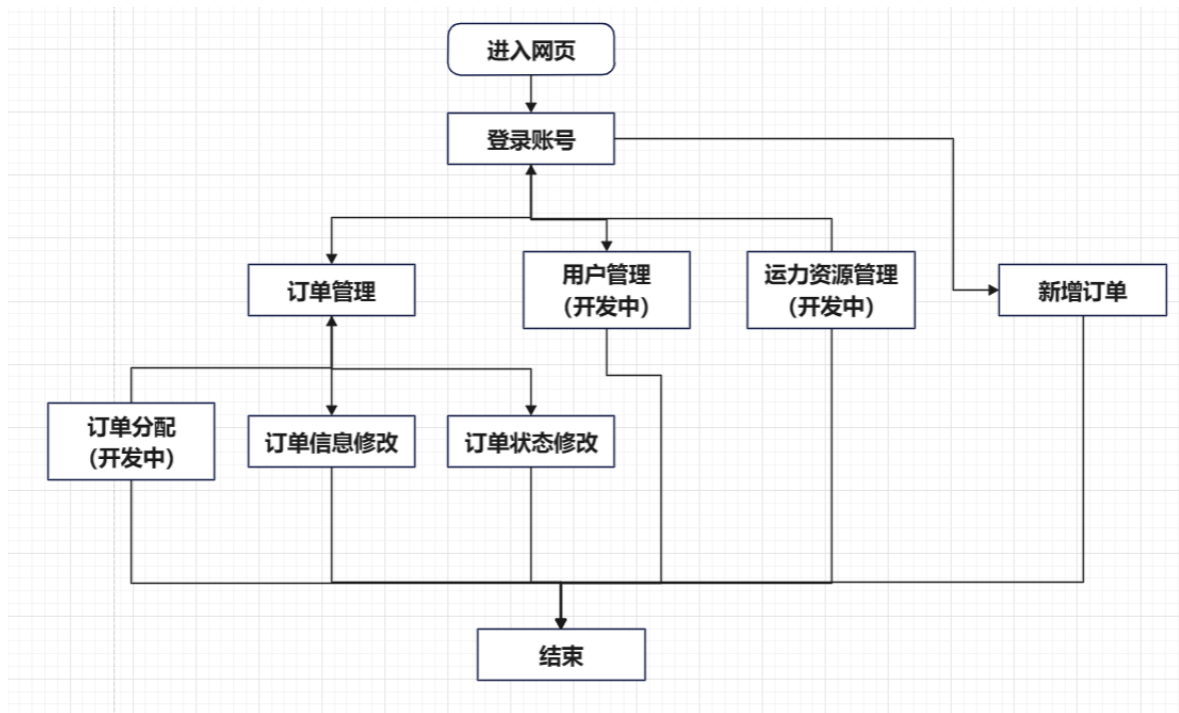 进入网页
登录账号
订单管理
用户管理
（开发中）
运力资源管理
（开发中）
新增订单
订单分配
（开发中）
订单信息修改
订单状态修改
结束